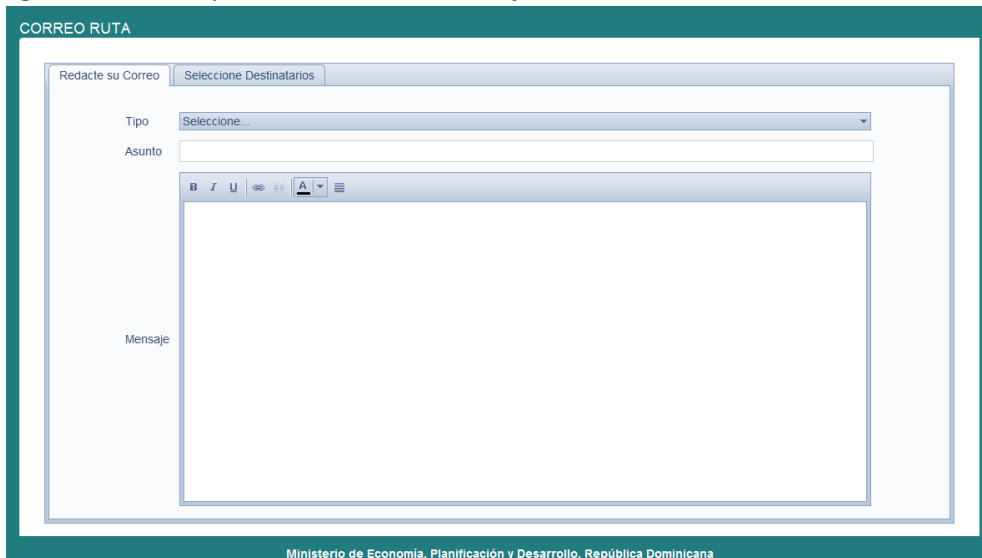 CORREO RUTA
Redacte su Correo Seleccione Destinatarios
Tipo Seleccione...
Asunto
B I U A
Mensaje
Ministerio de Economía, Planificación y Desarrollo, República Dominicana